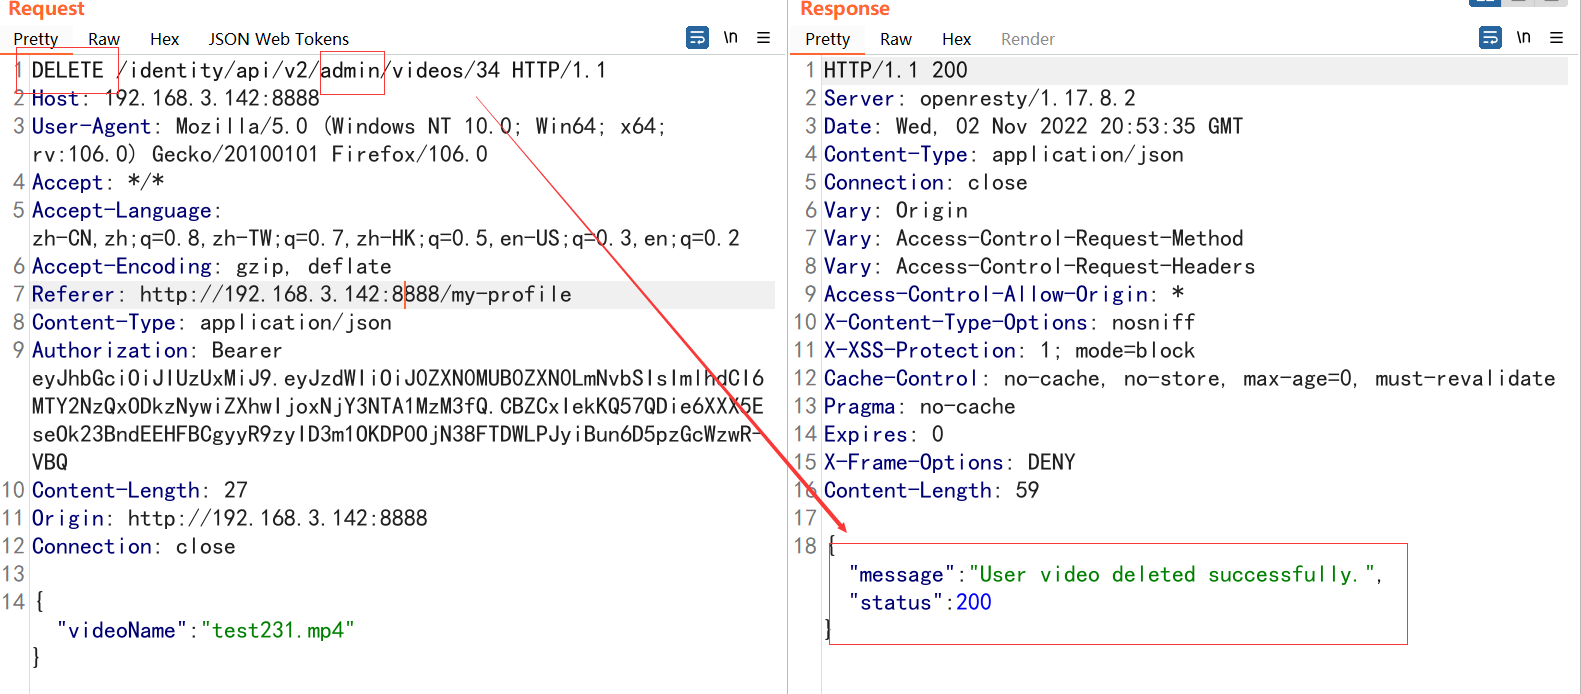 Request
Pretty Raw Hex JSON Web Tokens \n
1 DELETE /identity/api/v2/admin/videos/34 HTTP/1.1
2 Host: 192.168.3.142:8888
3 User-Agent: Mozilla/5.0 (Windows NT 10.0; Win64; x64;
rv:106.0) Gecko/20100101 Firefox/106.0
4 Accept: */*
5 Accept-Language:
zh-CN,zh;q=0.8,zh-TW;q=0.7,zh-HK;q=0.5,en-US;q=0.3,en;q=0.2
6 Accept-Encoding: gzip, deflate
7 Referer: http://192.168.3.142:8888/my-profile
8 Content-Type: application/json
9 Authorization: Bearer
eyJhbGciOiJIUzUxMiJ9.eyJzdWIiOiJ0ZXN0MUB0ZXN0LmNvbSIsImlhdCI6
MTY2NzQxODkzNywiZXhwIjoxNjY3NTA1MzM3fQ.CBZCxIekKQ57QDie6XXX5E
seOk23BndEEHFBCgyyR9zyID3m10KDP00jN38FTDWLPJyiBun6D5pzGcWzwR-
VBQ
10 Content-Length: 27
11 Origin: http://192.168.3.142:8888
12 Connection: close
13
14 {
"videoName":"test231.mp4"
}
Response
Pretty Raw Hex Render \n
1 HTTP/1.1 200
2 Server: openresty/1.17.8.2
3 Date: Wed, 02 Nov 2022 20:53:35 GMT
4 Content-Type: application/json
5 Connection: close
6 Vary: Origin
7 Vary: Access-Control-Request-Method
8 Vary: Access-Control-Request-Headers
9 Access-Control-Allow-Origin: *
10 X-Content-Type-Options: nosniff
11 X-XSS-Protection: 1; mode=block
12 Cache-Control: no-cache, no-store, max-age=0, must-revalidate
13 Pragma: no-cache
14 Expires: 0
15 X-Frame-Options: DENY
16 Content-Length: 59
17
18 {
"message":"User video deleted successfully.",
"status":200
}